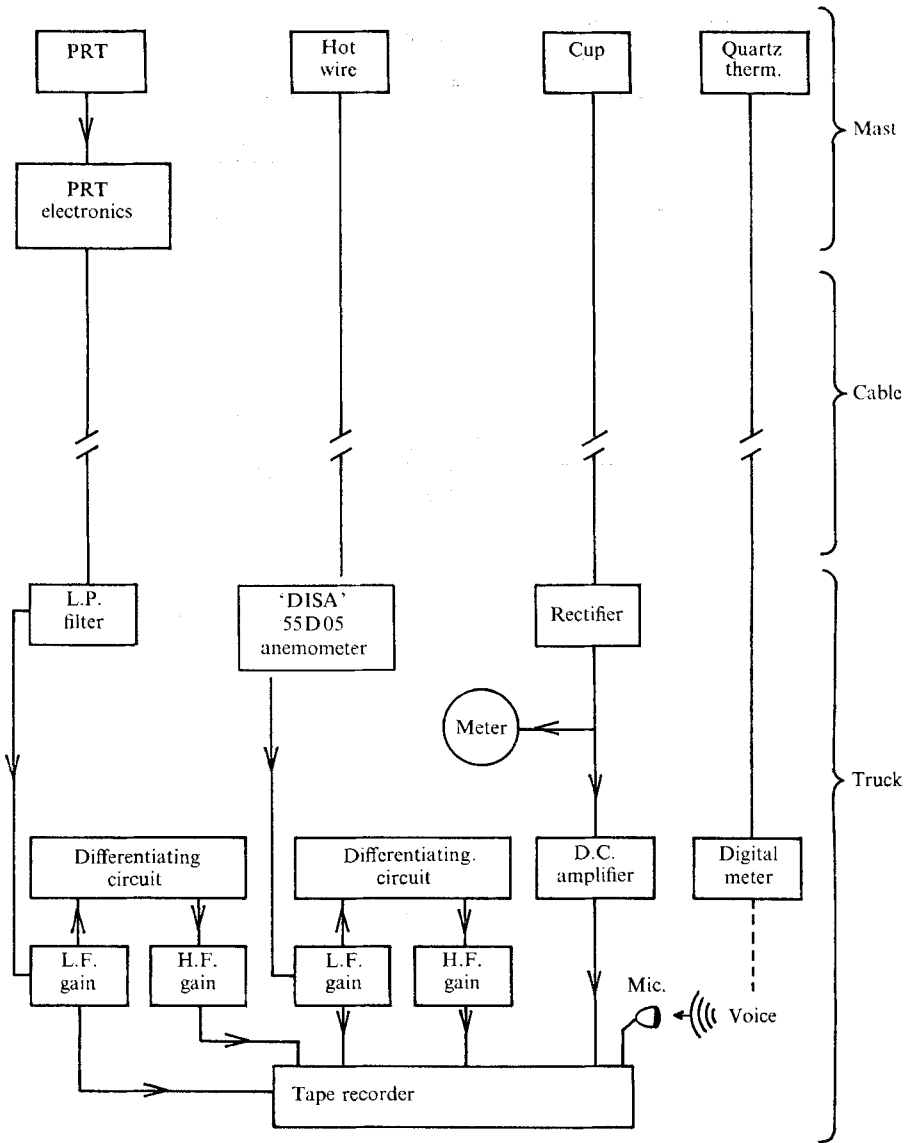 PRT
Hot
wire
Cup
Quartz
therm.
Mast
PRT
electronics
Cable
L.P.
filter
‘DISA’
55D05
anemometer
Rectifier
Meter
Truck
Differentiating
circuit
Differentiating.
circuit
D.C.
amplifier
Digital
meter
L.F.
gain
H.F.
gain
L.F.
gain
H.F.
gain
Mic.
Voice
Tape recorder